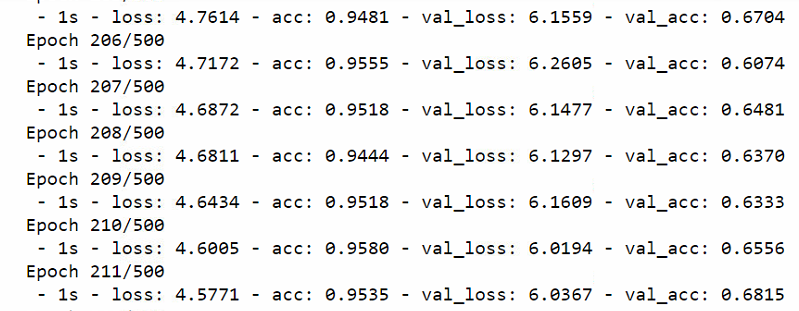 - 1s - loss: 4.7614 - acc: 0.9481 - val_loss: 6.1559 - val_acc: 0.6704
Epoch 206/500
- 1s - loss: 4.7172 - acc: 0.9555 - val_loss: 6.2605 - val_acc: 0.6074
Epoch 207/500
- 1s - loss: 4.6872 - acc: 0.9518 - val_loss: 6.1477 - val_acc: 0.6481
Epoch 208/500
- 1s - loss: 4.6811 - acc: 0.9444 - val_loss: 6.1297 - val_acc: 0.6370
Epoch 209/500
- 1s - loss: 4.6434 - acc: 0.9518 - val_loss: 6.1609 - val_acc: 0.6333
Epoch 210/500
- 1s - loss: 4.6005 - acc: 0.9580 - val_loss: 6.0194 - val_acc: 0.6556
Epoch 211/500
- 1s - loss: 4.5771 - acc: 0.9535 - val_loss: 6.0367 - val_acc: 0.6815